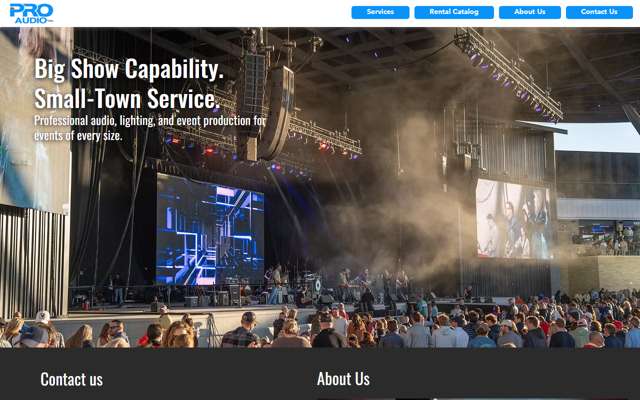 PRO
AUDIO
Services
Rental Catalog
About Us
Contact Us
Big Show Capability.
Small-Town Service.
Professional audio, lighting, and event production for
events of every size.
Contact us
About Us